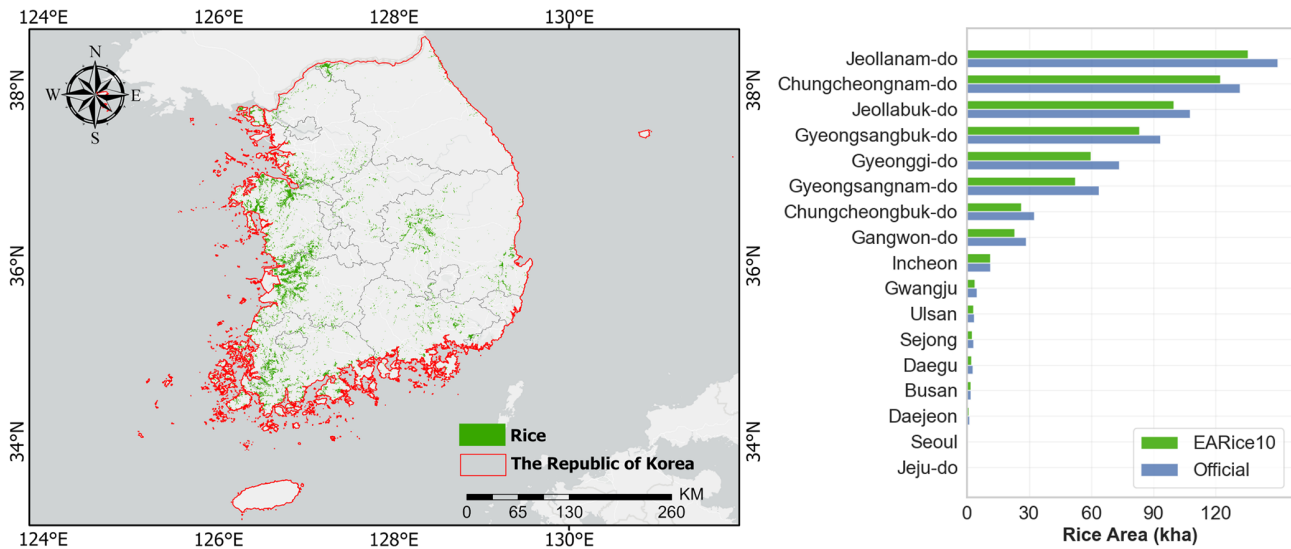 124°E 126°E 128°E 130°E
N
W E
S
38°N
36°N
34°N
38°N
36°N
34°N
Rice
The Republic of Korea
KM
0 65 130 260
124°E 126°E 128°E 130°E
Jeollanam-do
Chungcheongnam-do
Jeollabuk-do
Gyeongsangbuk-do
Gyeonggi-do
Gyeongsangnam-do
Chungcheongbuk-do
Gangwon-do
Incheon
Gwangju
Ulsan
Sejong
Daegu
Busan
Daejeon
Seoul
Jeju-do
EARice10
Official
0 30 60 90 120
Rice Area (kha)